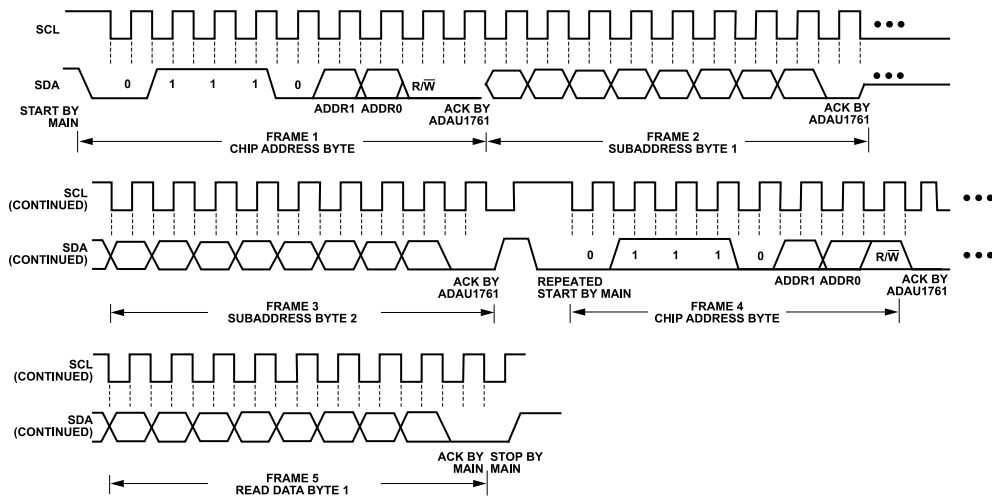 SCL
SDA
0 1 1 1 0 R/W̅
START BY
MAIN
ADDR1 ADDR0
ACK BY
ADAU1761
ACK BY
ADAU1761
FRAME 1
CHIP ADDRESS BYTE
FRAME 2
SUBADDRESS BYTE 1
SCL
(CONTINUED)
SDA
(CONTINUED)
0 1 1 1 0 R/W̅
ACK BY
ADAU1761
REPEATED
START BY MAIN
ADDR1 ADDR0
ACK BY
ADAU1761
FRAME 3
SUBADDRESS BYTE 2
FRAME 4
CHIP ADDRESS BYTE
SCL
(CONTINUED)
SDA
(CONTINUED)
ACK BY
MAIN
STOP BY
MAIN
FRAME 5
READ DATA BYTE 1